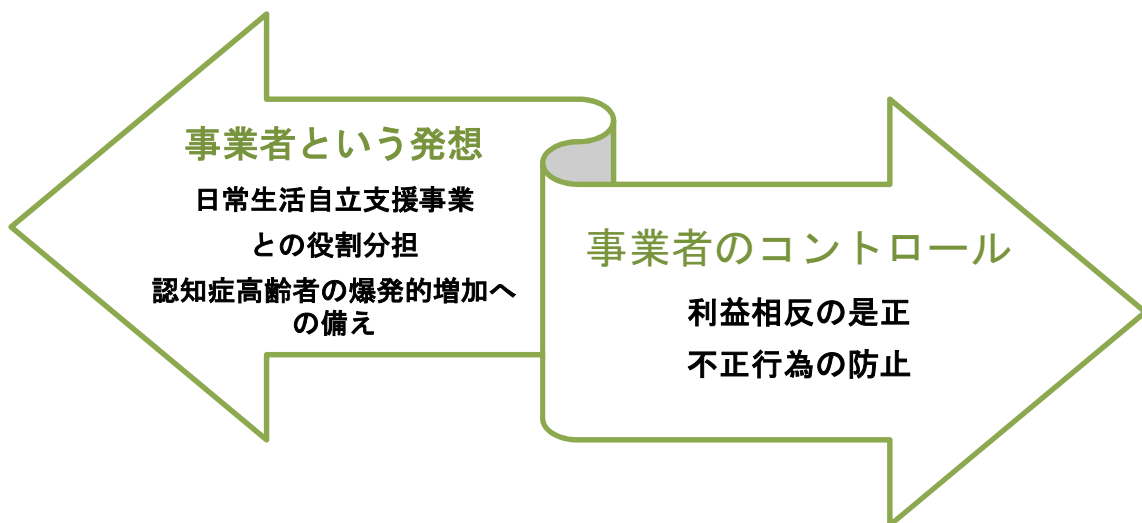 事業者という発想
日常生活自立支援事業
との役割分担
認知症高齢者の爆発的増加へ
の備え
事業者のコントロール
利益相反の是正
不正行為の防止